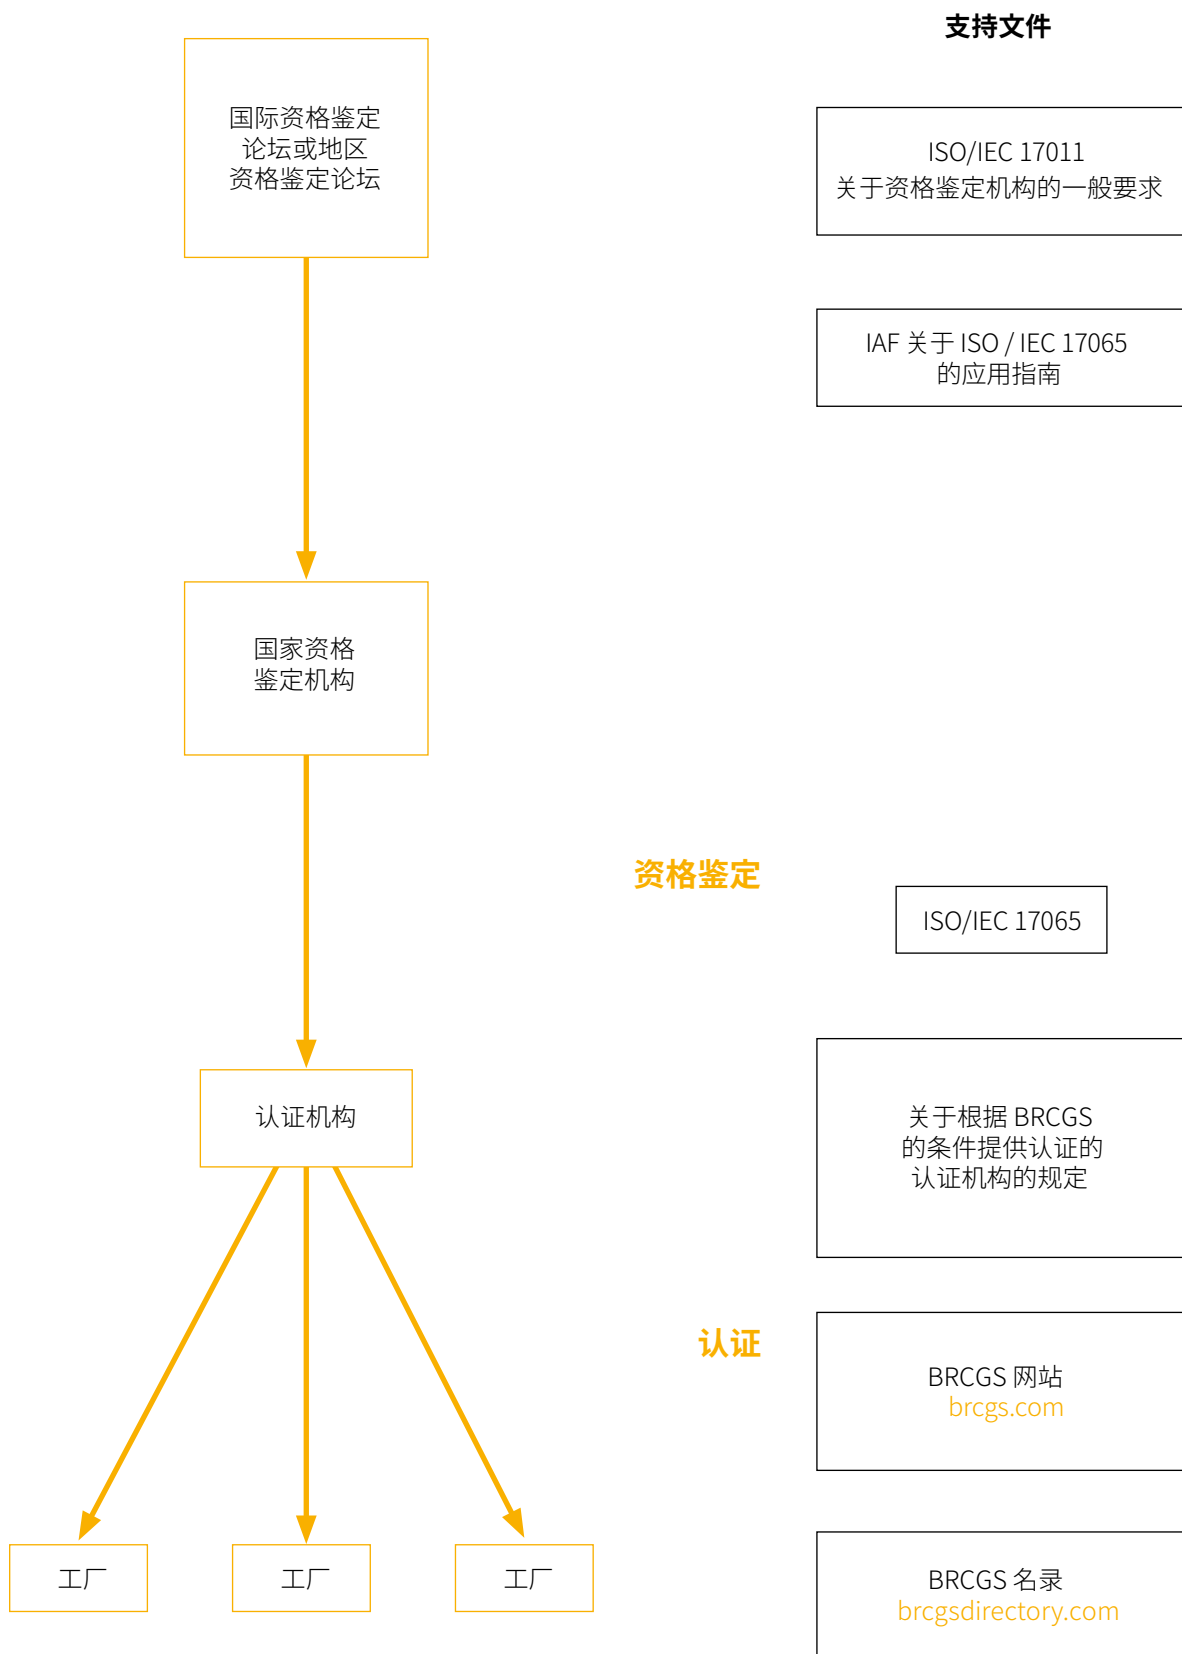 支持文件
国际资格鉴定
论坛或地区
资格鉴定论坛
ISO/IEC 17011
关于资格鉴定机构的一般要求
IAF 关于 ISO / IEC 17065
的应用指南
国家资格
鉴定机构
资格鉴定
ISO/IEC 17065
认证机构
关于根据 BRCGS
的条件提供认证的
认证机构的规定
认证
BRCGS 网站
brcgs.com
工厂
工厂
工厂
BRCGS 名录
brcgsdirectory.com